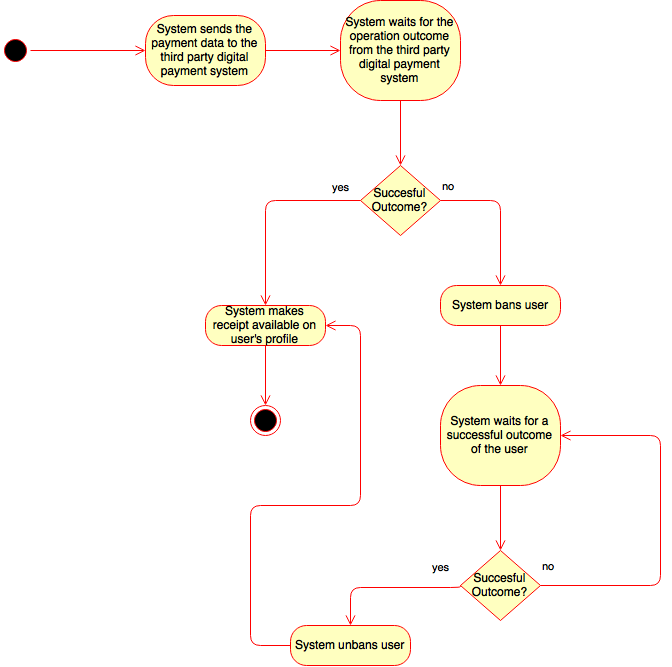 System sends the
payment data to the
third party digital
payment system
System waits for the
operation outcome
from the third party
digital payment
system
yes
Succesful
Outcome?
no
System makes
receipt available on
user's profile
System bans user
System waits for a
successful outcome
of the user
yes
Succesful
Outcome?
no
System unbans user